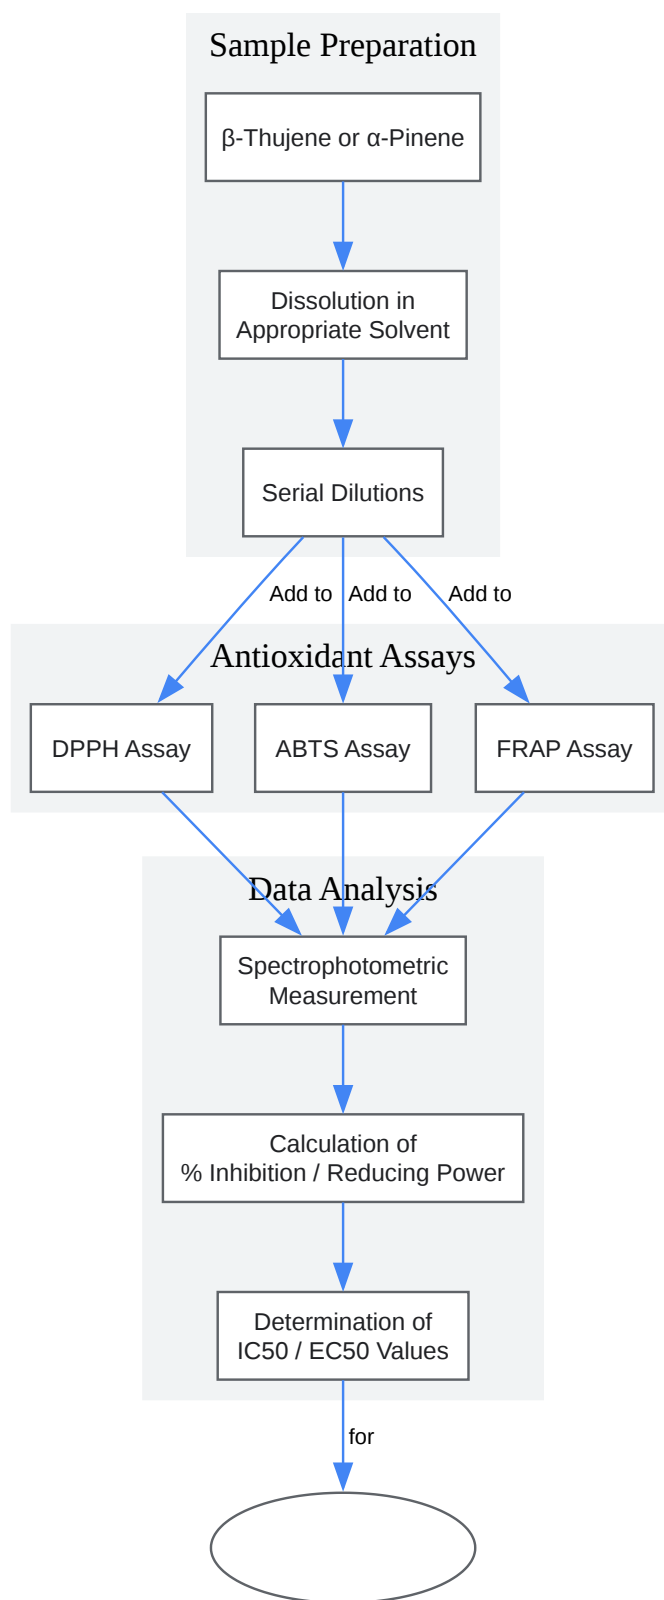 Sample Preparation
β-Thujene or α-Pinene
Dissolution in
Appropriate Solvent
Serial Dilutions
Add to
Add to
Add to
Antioxidant Assays
DPPH Assay
ABTS Assay
FRAP Assay
Data Analysis
Spectrophotometric
Measurement
Calculation of
% Inhibition / Reducing Power
Determination of
IC50 / EC50 Values
for